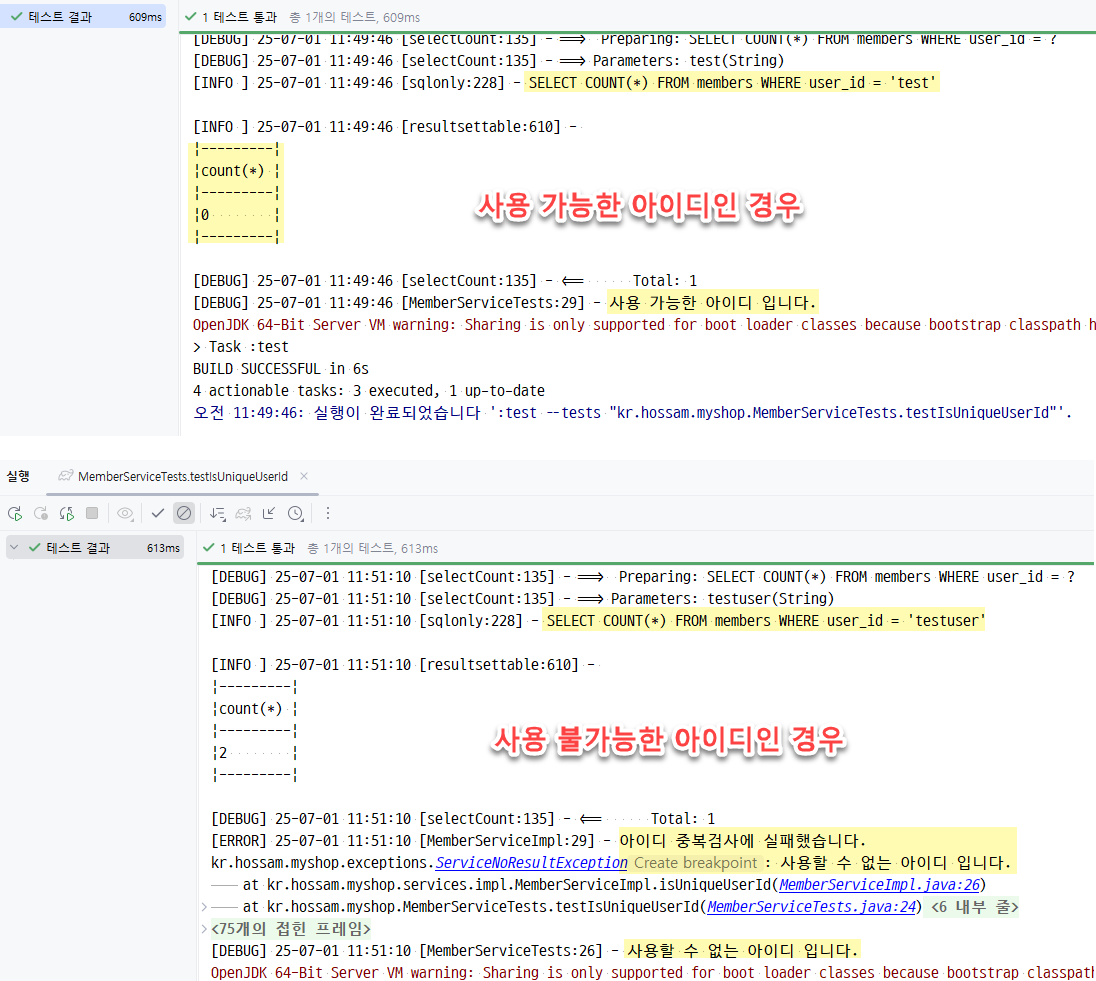 테스트 결과 609ms
1 테스트 통과 총 1개의 테스트, 609ms
[DEBUG] 25-07-01 11:49:46 [selectCount:135] - ==> Preparing: SELECT COUNT(*) FROM members WHERE user_id = ?
[DEBUG] 25-07-01 11:49:46 [selectCount:135] - ==> Parameters: test(String)
[INFO ] 25-07-01 11:49:46 [sqlonly:228] - SELECT COUNT(*) FROM members WHERE user_id = 'test'
[INFO ] 25-07-01 11:49:46 [resultsettable:610] -
|---------|
|count(*) |
|---------|
|0        |
|---------|
사용 가능한 아이디인 경우
[DEBUG] 25-07-01 11:49:46 [selectCount:135] - <==      Total: 1
[DEBUG] 25-07-01 11:49:46 [MemberServiceTests:29] - 사용 가능한 아이디 입니다.
OpenJDK 64-Bit Server VM warning: Sharing is only supported for boot loader classes because bootstrap classpath h
> Task :test
BUILD SUCCESSFUL in 6s
4 actionable tasks: 3 executed, 1 up-to-date
오전 11:49:46: 실행이 완료되었습니다 ':test --tests "kr.hossam.myshop.MemberServiceTests.testIsUniqueUserId"'.
실행 MemberServiceTests.testIsUniqueUserId
테스트 결과 613ms
1 테스트 통과 총 1개의 테스트, 613ms
[DEBUG] 25-07-01 11:51:10 [selectCount:135] - ==> Preparing: SELECT COUNT(*) FROM members WHERE user_id = ?
[DEBUG] 25-07-01 11:51:10 [selectCount:135] - ==> Parameters: testuser(String)
[INFO ] 25-07-01 11:51:10 [sqlonly:228] - SELECT COUNT(*) FROM members WHERE user_id = 'testuser'
[INFO ] 25-07-01 11:51:10 [resultsettable:610] -
|---------|
|count(*) |
|---------|
|2        |
|---------|
사용 불가능한 아이디인 경우
[DEBUG] 25-07-01 11:51:10 [selectCount:135] - <==      Total: 1
[ERROR] 25-07-01 11:51:10 [MemberServiceImpl:29] - 아이디 중복검사에 실패했습니다.
kr.hossam.myshop.exceptions.ServiceNoResultException Create breakpoint : 사용할 수 없는 아이디 입니다.
at kr.hossam.myshop.services.impl.MemberServiceImpl.isUniqueUserId(MemberServiceImpl.java:26)
at kr.hossam.myshop.MemberServiceTests.testIsUniqueUserId(MemberServiceTests.java:24) <6 내부 줄>
<75개의 접힌 프레임>
[DEBUG] 25-07-01 11:51:10 [MemberServiceTests:26] - 사용할 수 없는 아이디 입니다.
OpenJDK 64-Bit Server VM warning: Sharing is only supported for boot loader classes because bootstrap classpath